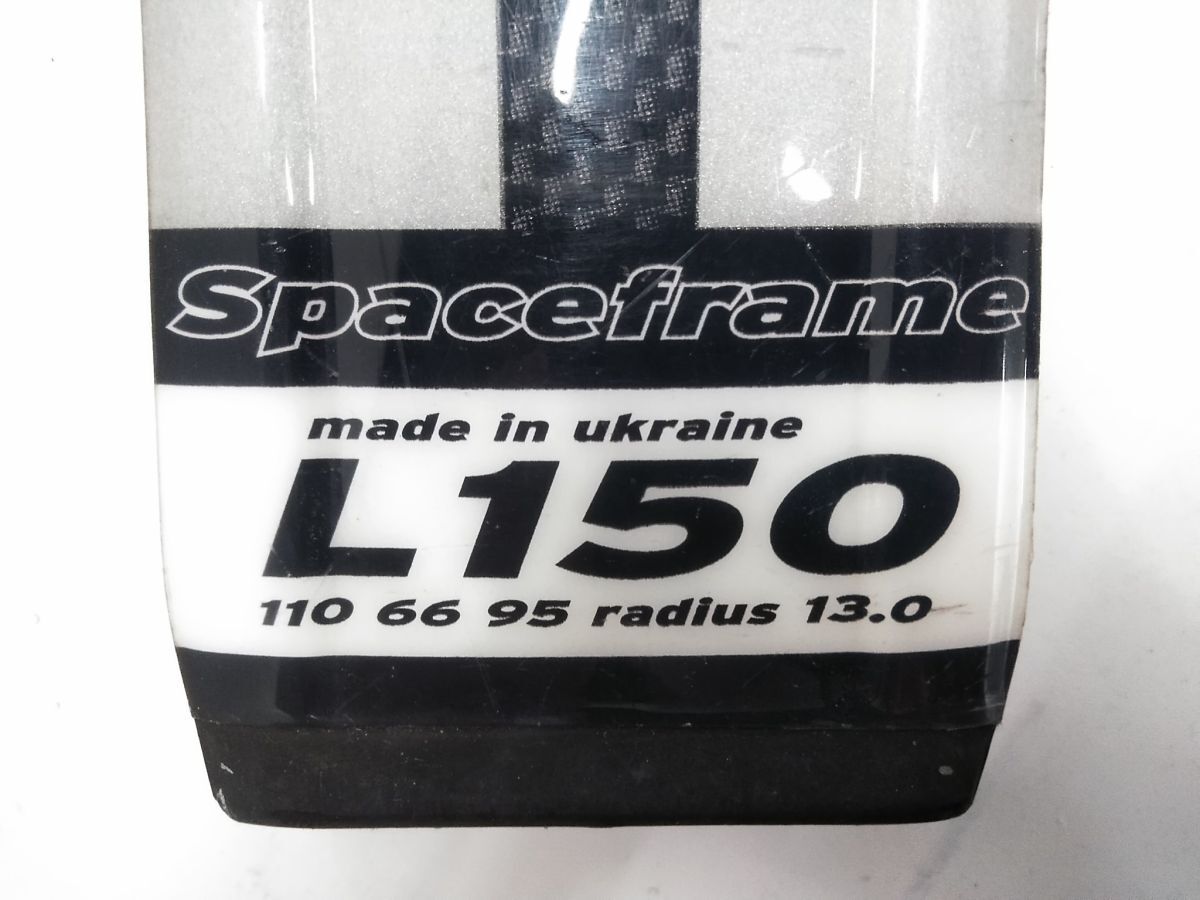 Spaceframe
made in ukraine
L150
110 66 95 radius 13.0